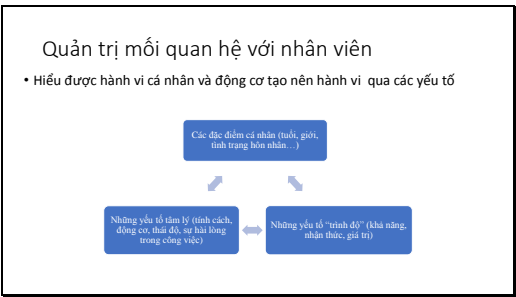 Quản trị mối quan hệ với nhân viên
• Hiểu được hành vi cá nhân và động cơ tạo nên hành vi qua các yếu tố
Các đặc điểm cá nhân (tuổi, giới,
tình trạng hôn nhân…)
Những yếu tố tâm lý (tính cách,
động cơ, thái độ, sự hài lòng
trong công việc)
Những yếu tố “trình độ” (khả năng,
nhận thức, giá trị)